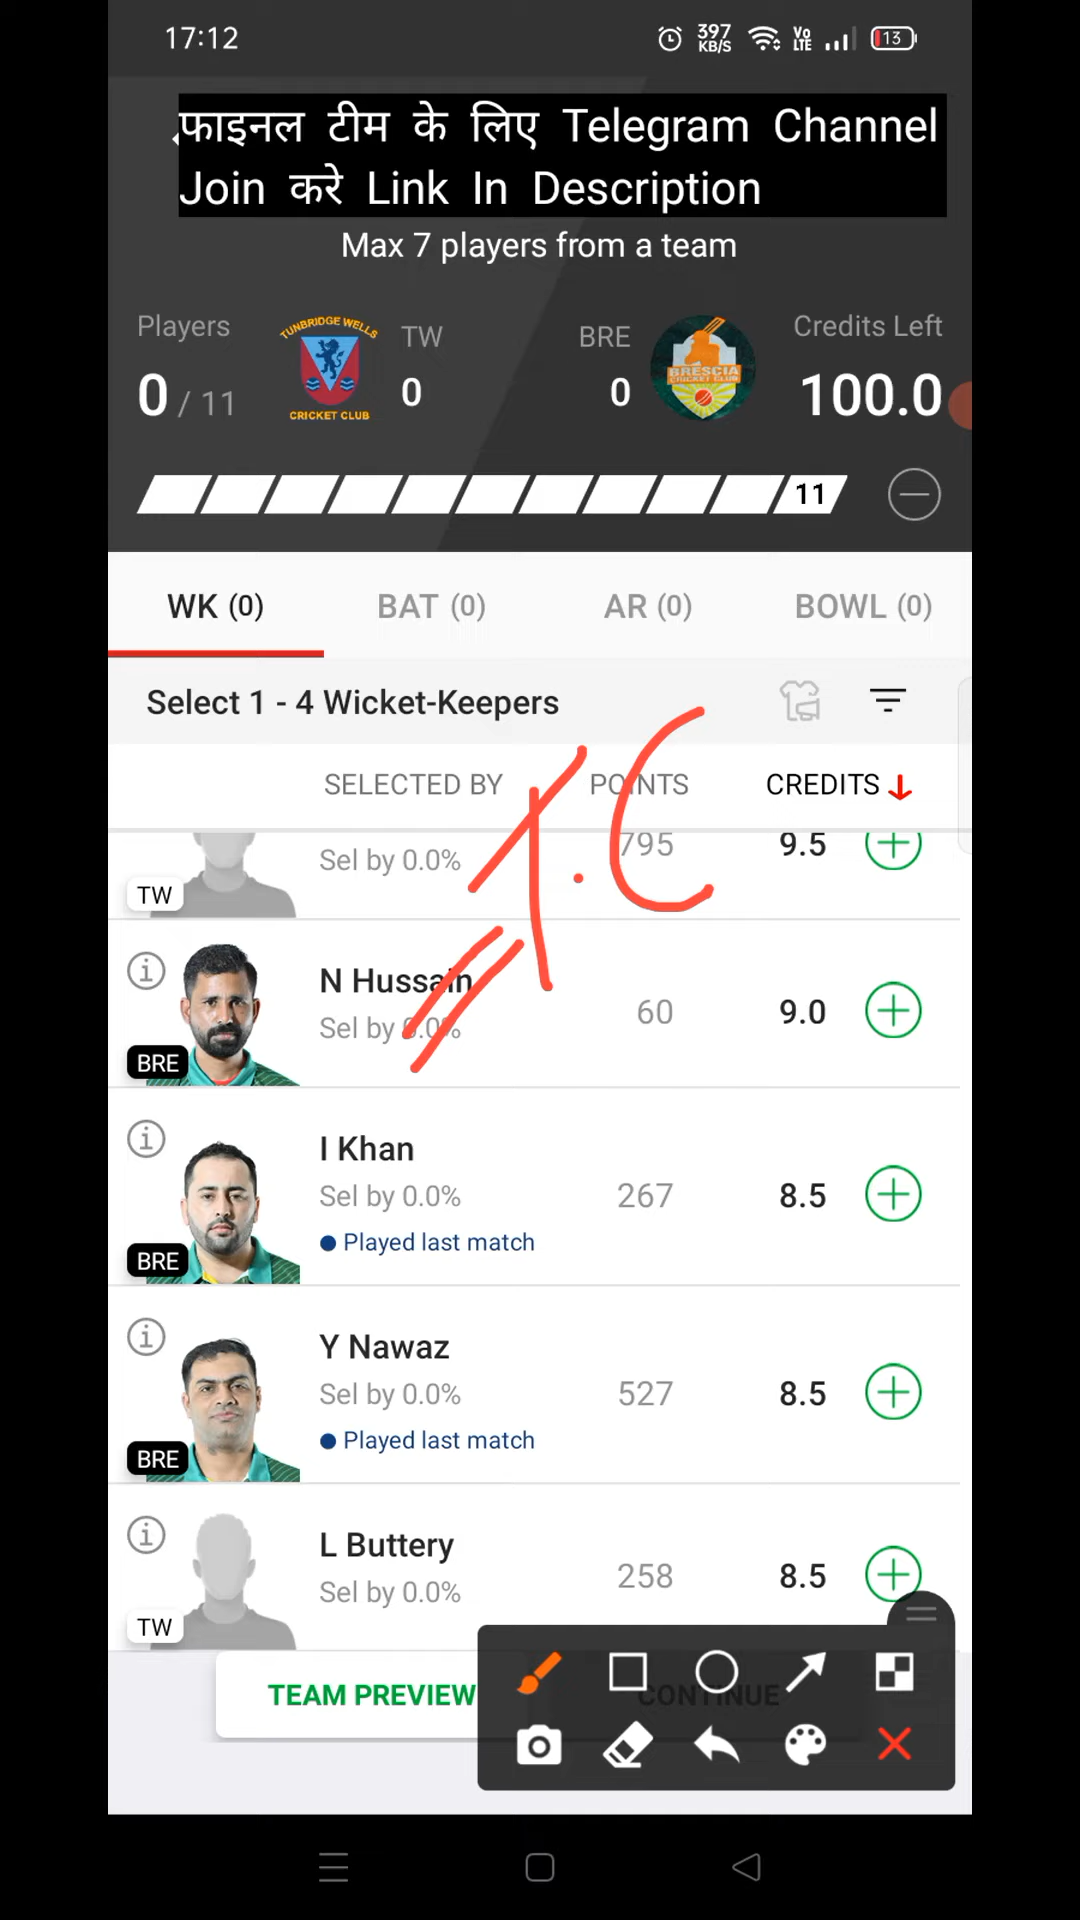 17:12 397 KB/S Vo LTE 13
फाइनल टीम के लिए Telegram Channel
Join करे Link In Description
Max 7 players from a team
Players TW BRE Credits Left
0 / 11 0 0 100.0
TUNBRIDGE WELLS
CRICKET CLUB
BRESCIA
CRICKET CLUB
11
WK (0) BAT (0) AR (0) BOWL (0)
Select 1 - 4 Wicket-Keepers
SELECTED BY POINTS CREDITS
Sel by 0.0% 795 9.5
TW
N Hussain
Sel by 0.0% 60 9.0
BRE
I Khan
Sel by 0.0% 267 8.5
Played last match
BRE
Y Nawaz
Sel by 0.0% 527 8.5
Played last match
BRE
L Buttery
Sel by 0.0% 258 8.5
TW
TEAM PREVIEW CONTINUE